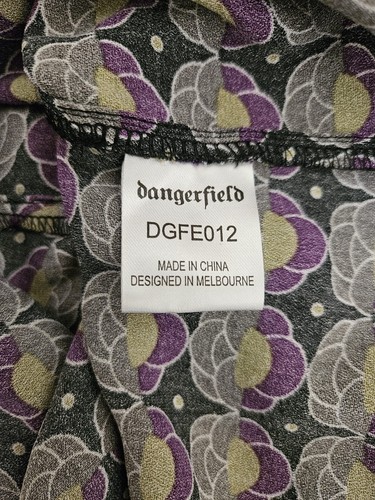 dangerfield
DGFE012
MADE IN CHINA
DESIGNED IN MELBOURNE